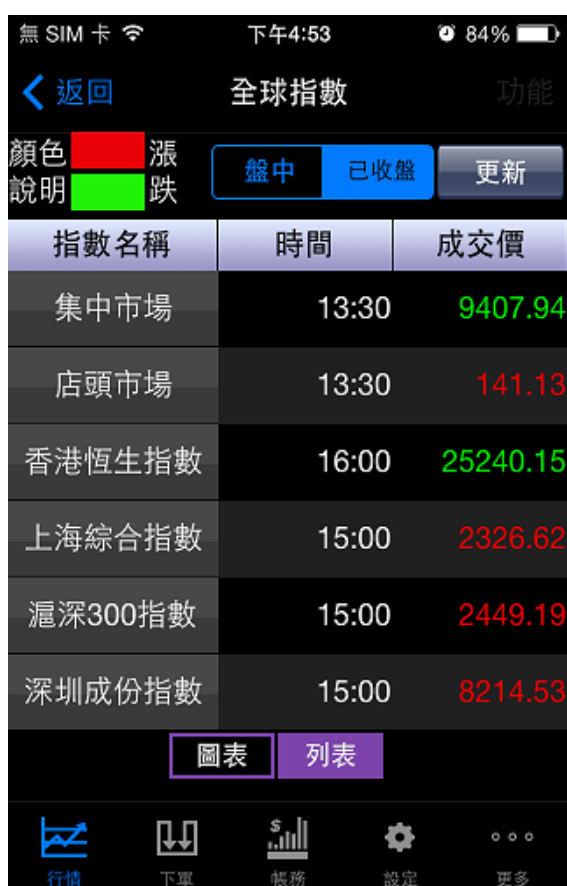 無 SIM 卡 下午4:53 84%
返回 全球指數 功能
顏色 漲
說明 跌
盤中 已收盤 更新
指數名稱 時間 成交價
集中市場 13:30 9407.94
店頭市場 13:30 141.13
香港恆生指數 16:00 25240.15
上海綜合指數 15:00 2326.62
滬深300指數 15:00 2449.19
深圳成份指數 15:00 8214.53
圖表 列表
行情 下單 帳務 設定 更多